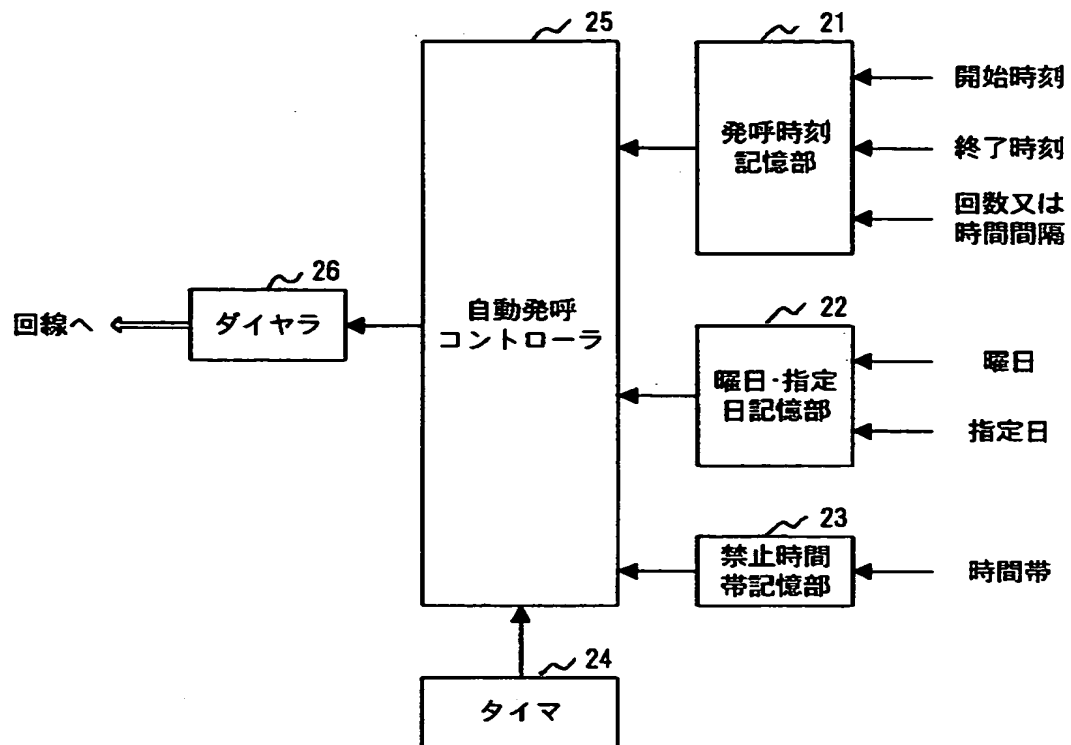 25
21
開始時刻
発呼時刻
記憶部
終了時刻
回数又は
時間間隔
26
回線へ
ダイヤラ
自動発呼
コントローラ
22
曜日・指定
日記憶部
曜日
指定日
23
禁止時間
帯記憶部
時間帯
24
タイマ